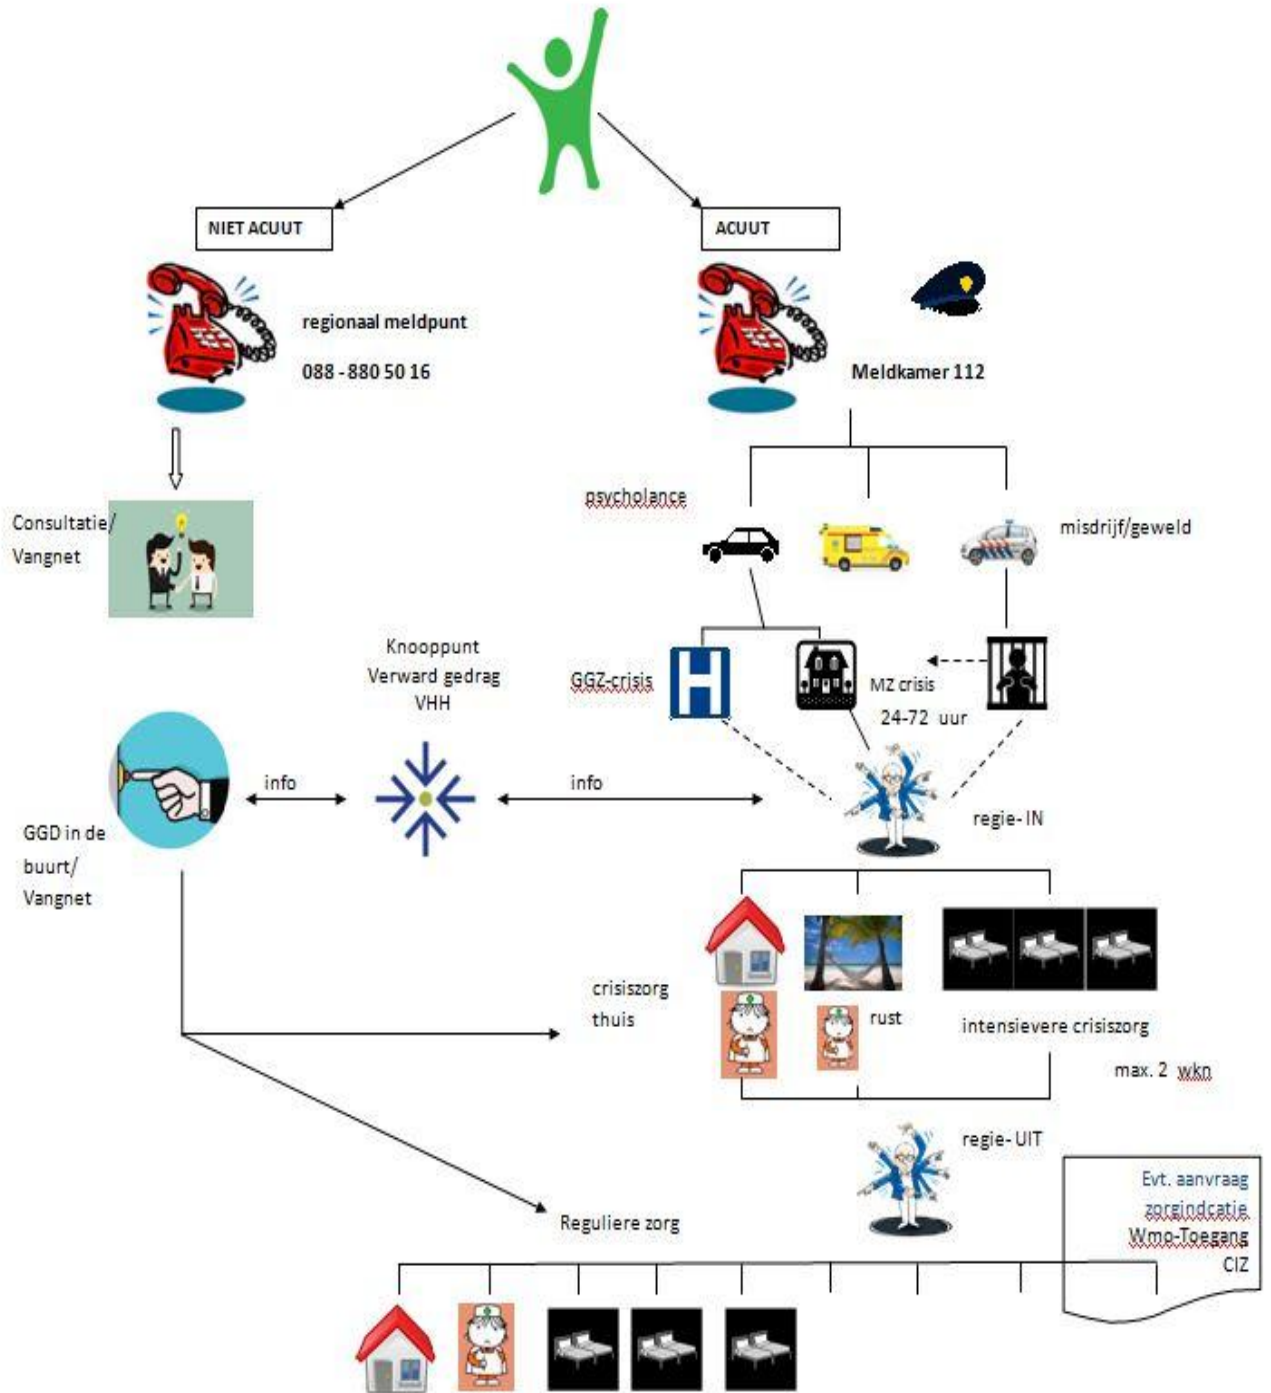 NIET ACUUT
ACUUT
regionaal meldpunt
088 - 880 50 16
Meldkamer 112
psycholance
misdrijf/geweld
Consultatie/
Vangnet
Knooppunt
Verward gedrag
VHH
GGZ-crisis
MZ crisis
24-72 uur
info
info
regie- IN
GGD in de
buurt/
Vangnet
crisiszorg
thuis
rust
intensievere crisiszorg
max. 2 wkn
regie- UIT
Evt. aanvraag
zorgindcatie
Wmo-Toegang
CIZ
Reguliere zorg